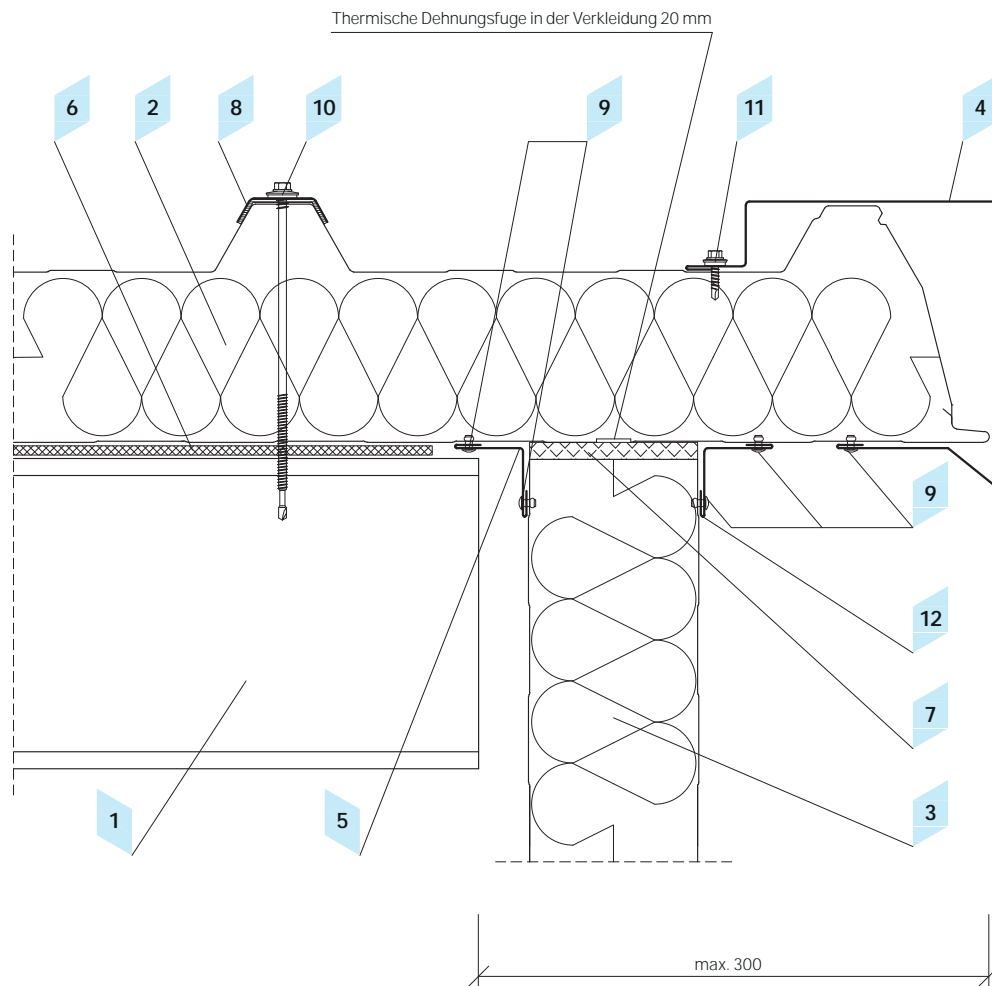 Thermische Dehnungsfuge in der Verkleidung 20 mm
6 2 8 10 9 11 4
9
12
7
1 5 3
max. 300